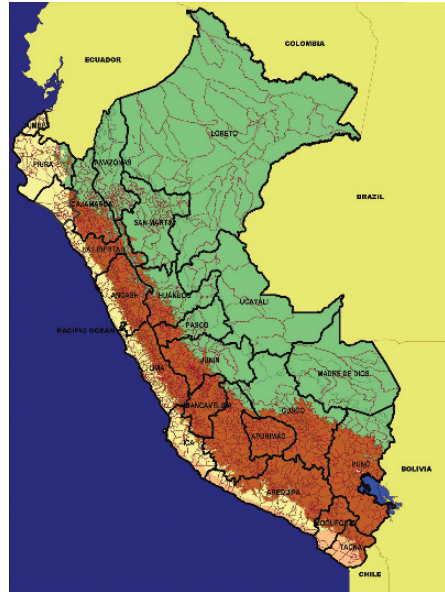 COLOMBIA
ECUADOR
LORETO
TUMBES
PIURA
AMAZONAS
BRAZIL
CAJAMARCA
SAN MARTIN
LA LIBERTAD
ANCASH
HUANUCO
UCAYALI
PACIFIC OCEAN
PASCO
JUNIN
LIMA
MADRE DE DIOS
CUSCO
HUANCAVELICA
APURIMAC
ICA
PUNO
BOLIVIA
AREQUIPA
MOQUEGUA
TACNA
CHILE